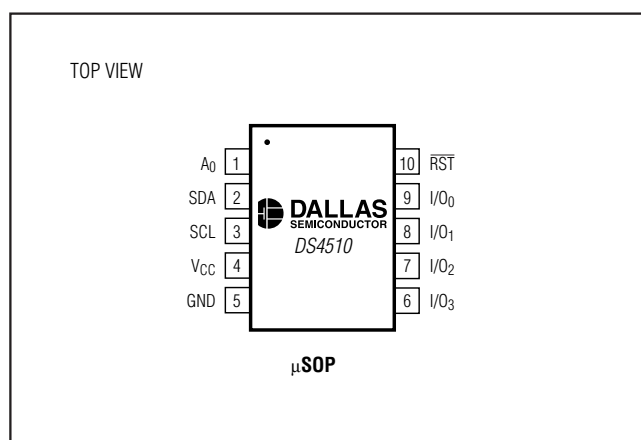 TOP VIEW
A0 1
SDA 2
SCL 3
VCC 4
GND 5
10 R̅S̅T̅
9 I/O0
8 I/O1
7 I/O2
6 I/O3
DALLAS
SEMICONDUCTOR
DS4510
μSOP